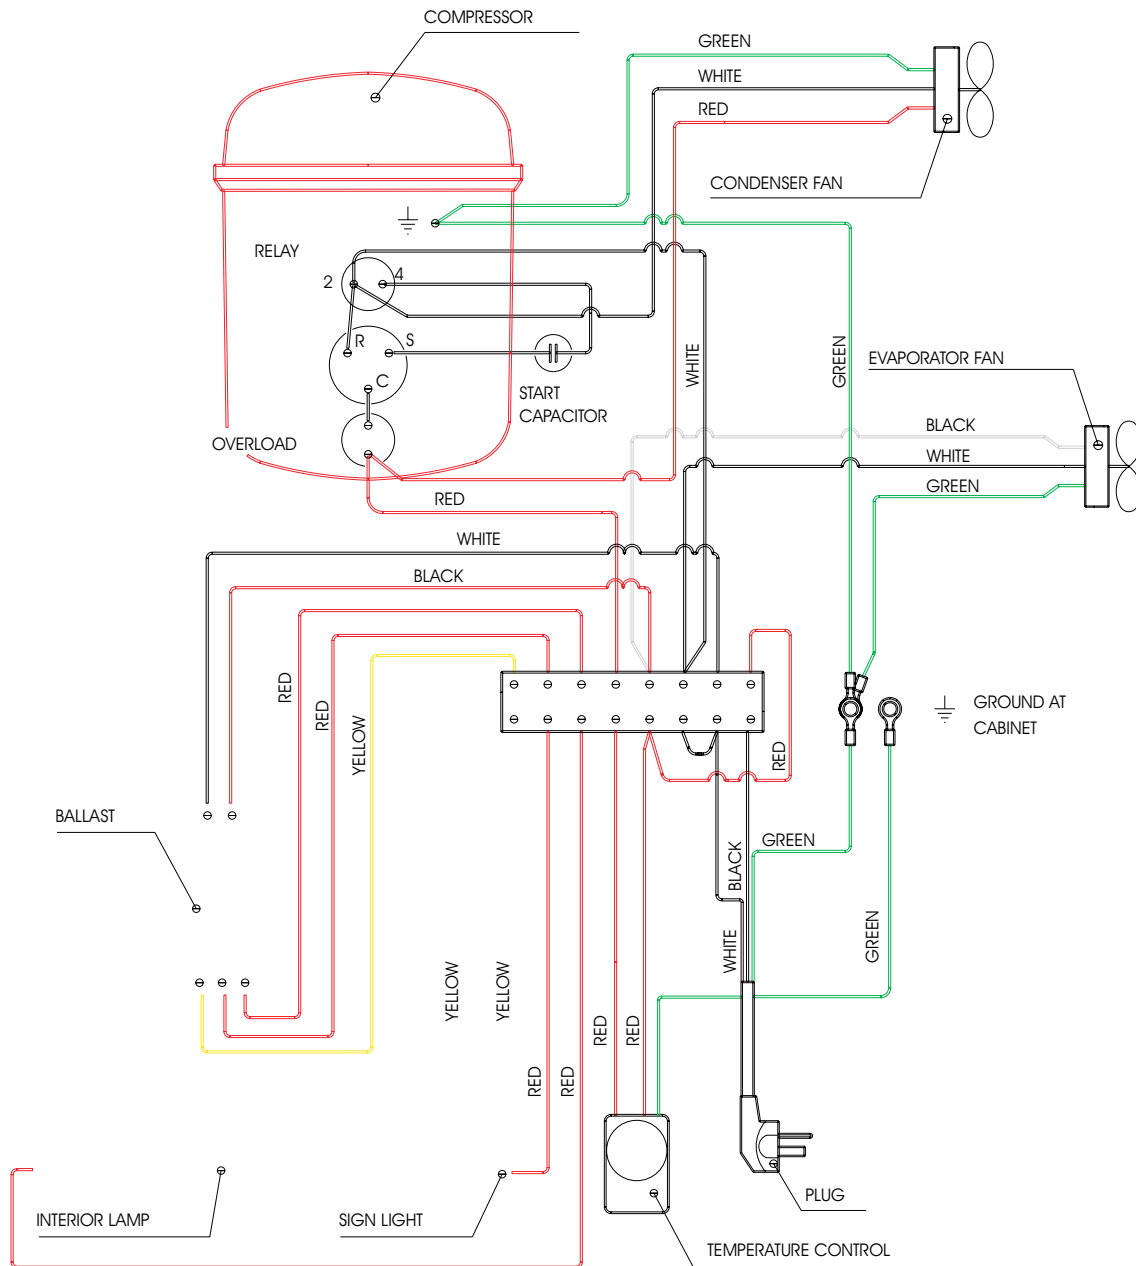 COMPRESSOR
GREEN
WHITE
RED
CONDENSER FAN
RELAY
2
4
R
S
C
START
CAPACITOR
WHITE
GREEN
EVAPORATOR FAN
OVERLOAD
BLACK
WHITE
GREEN
RED
WHITE
BLACK
RED
RED
YELLOW
RED
GROUND AT
CABINET
BALLAST
BLACK
GREEN
WHITE
GREEN
YELLOW
YELLOW
RED
RED
RED
RED
PLUG
INTERIOR LAMP
SIGN LIGHT
TEMPERATURE CONTROL